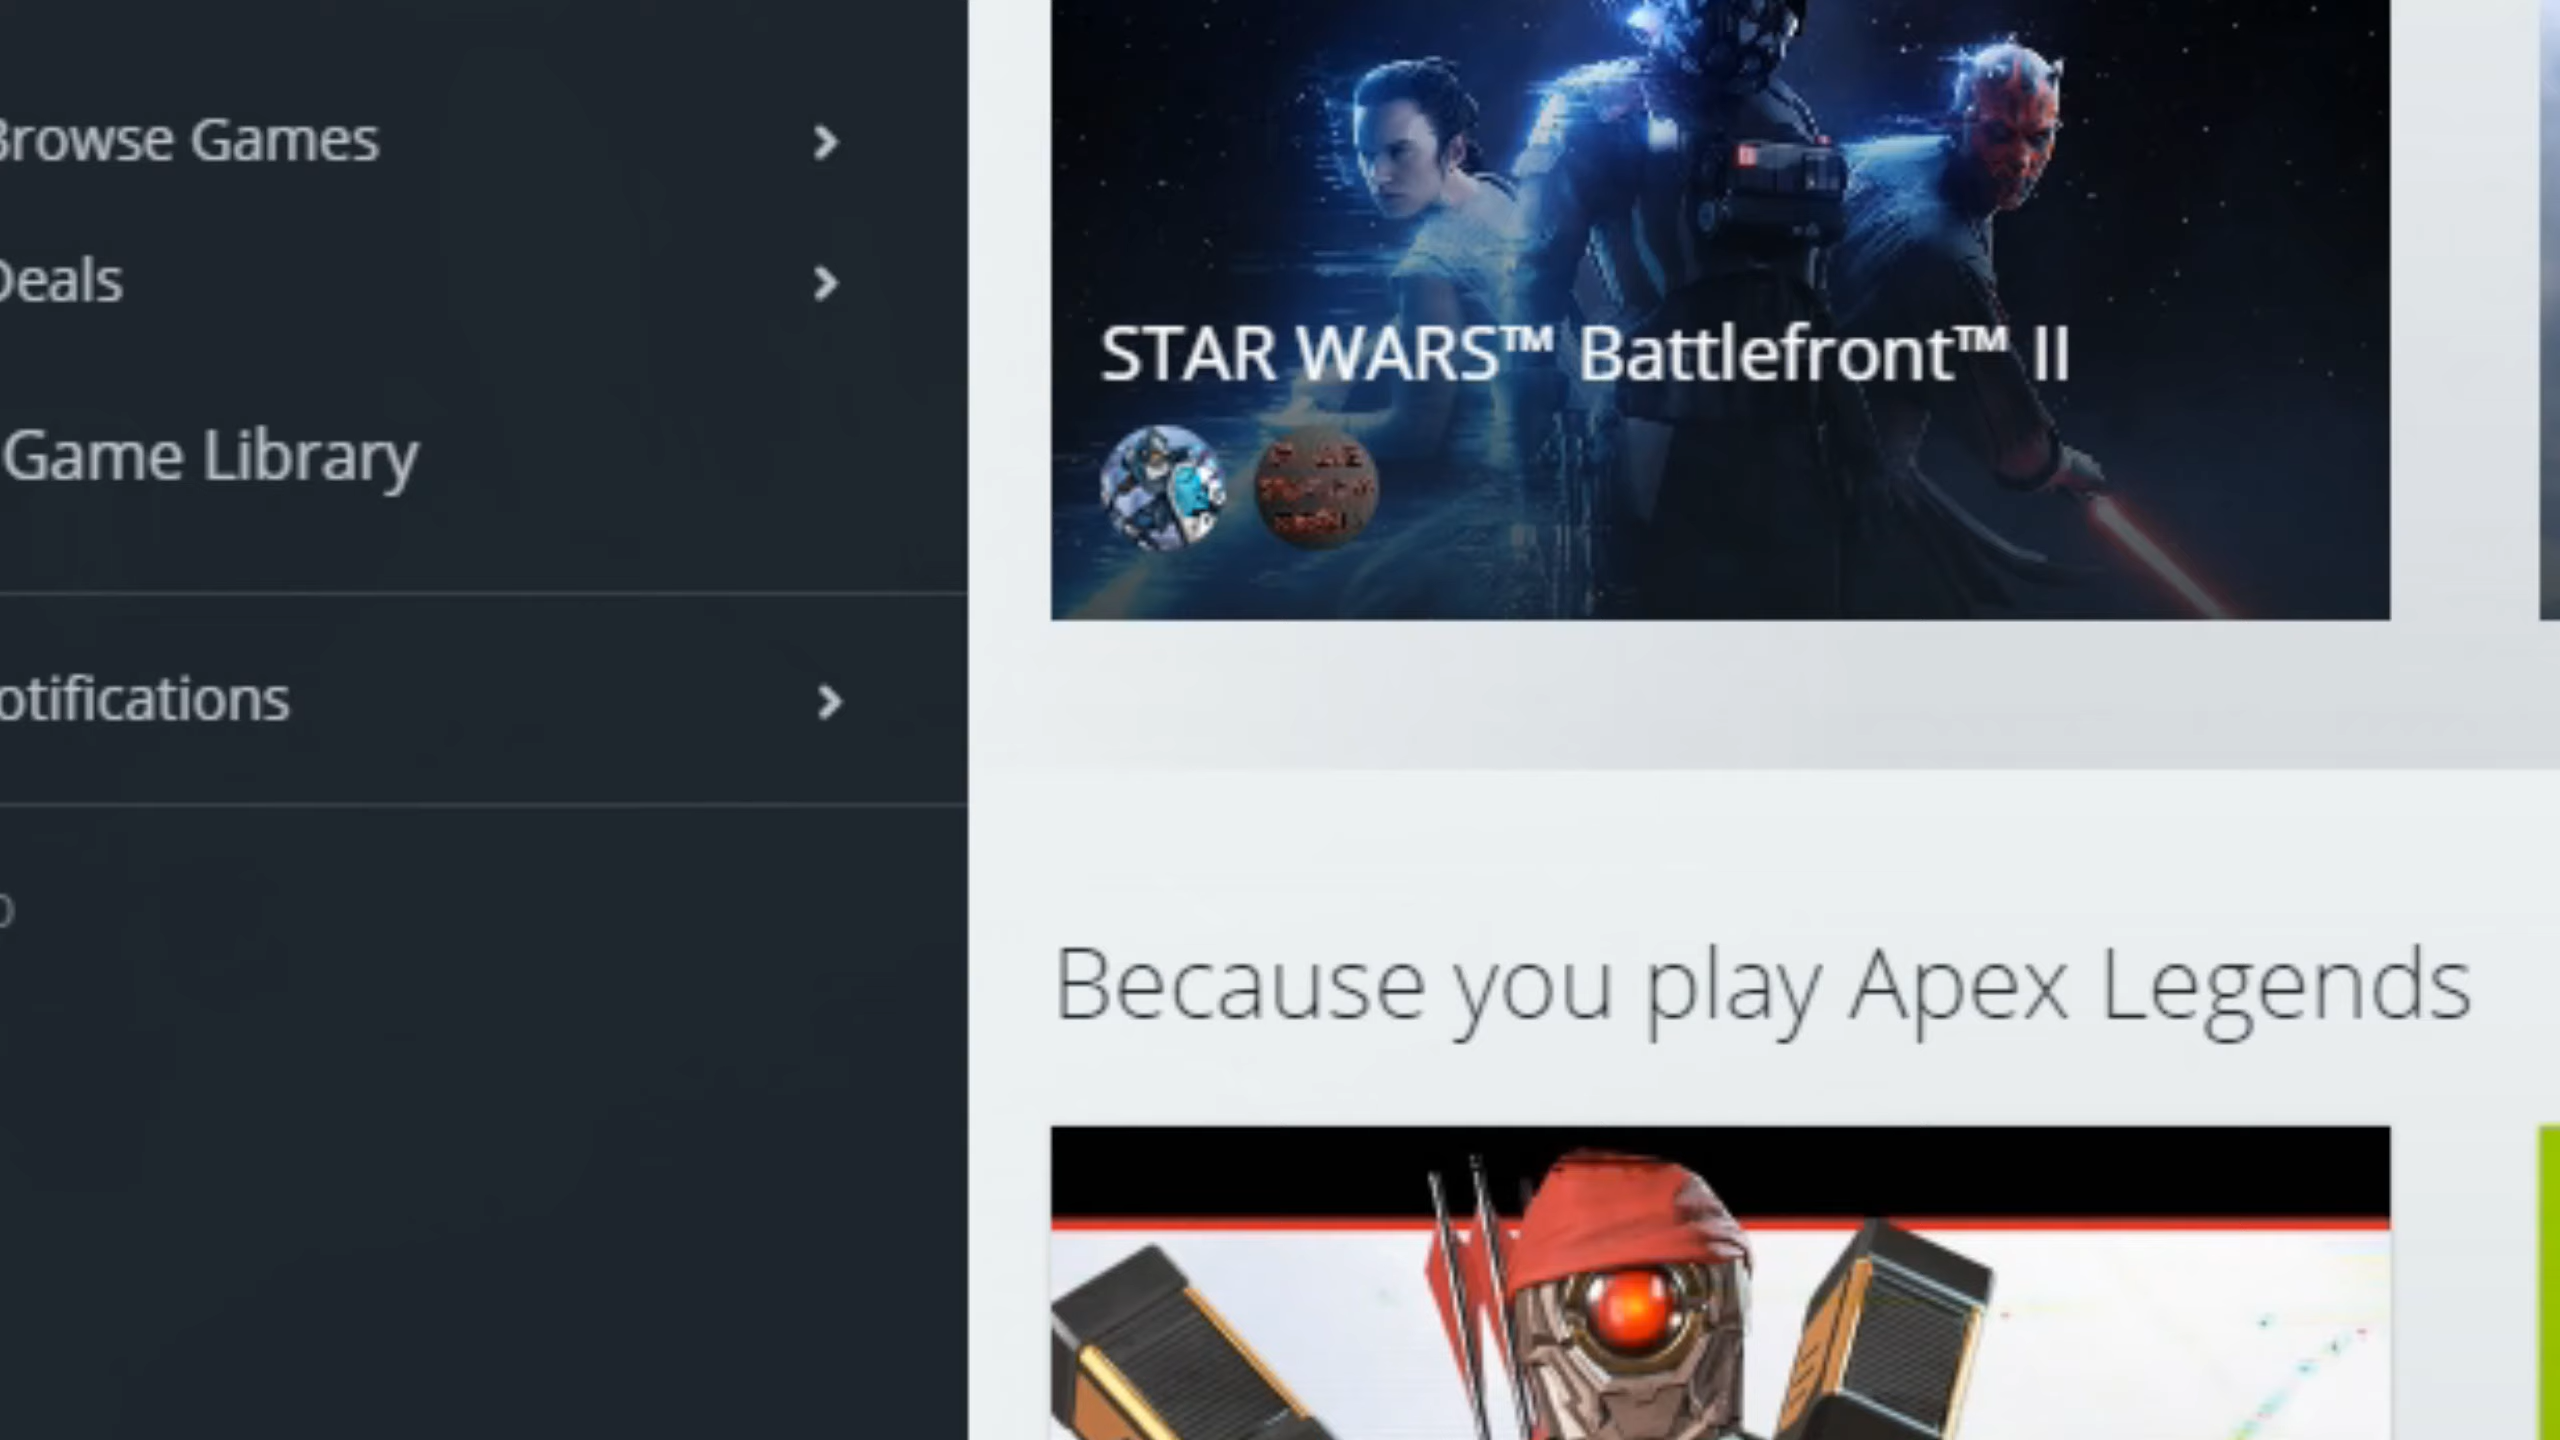 Browse Games
Deals
Game Library
otifications
STAR WARS™ Battlefront™ II
Because you play Apex Legends